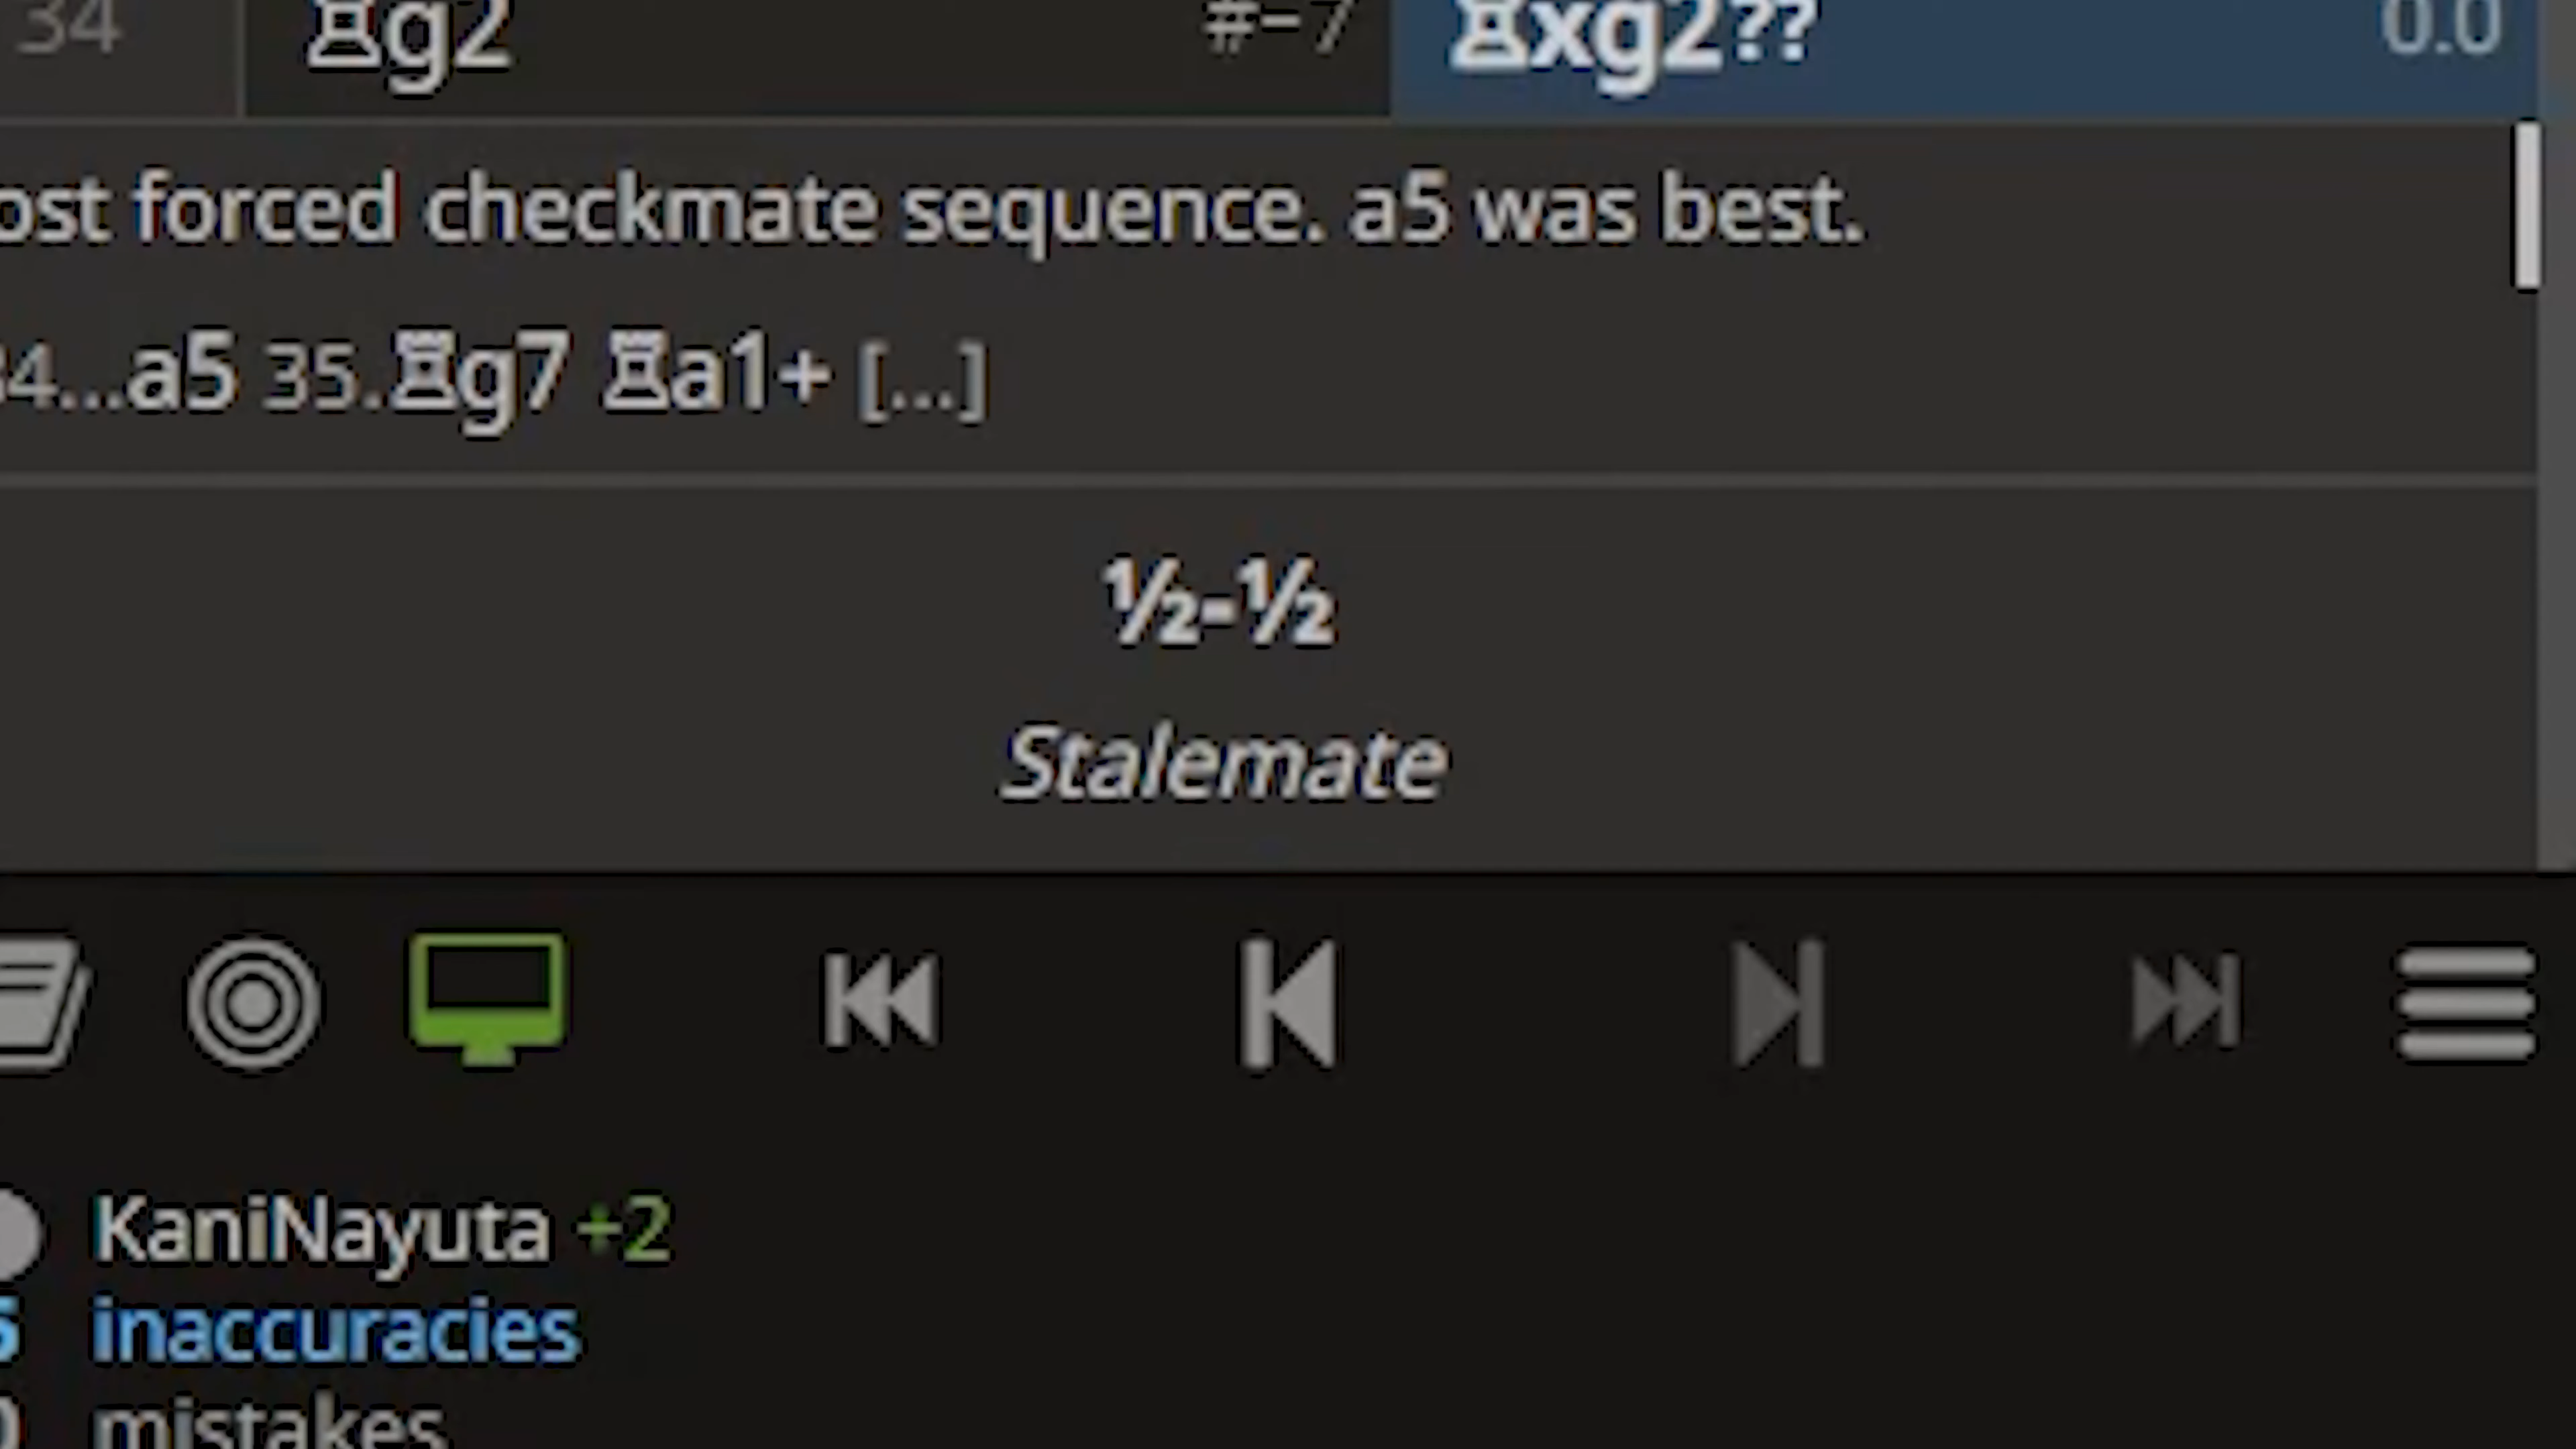 34 ♖g2 #-7 ♖xg2?? 0.0
ost forced checkmate sequence. a5 was best.
34...a5 35.♖g7 ♖a1+ [...]
½-½
Stalemate
KaniNayuta +2
inaccuracies
mistakes